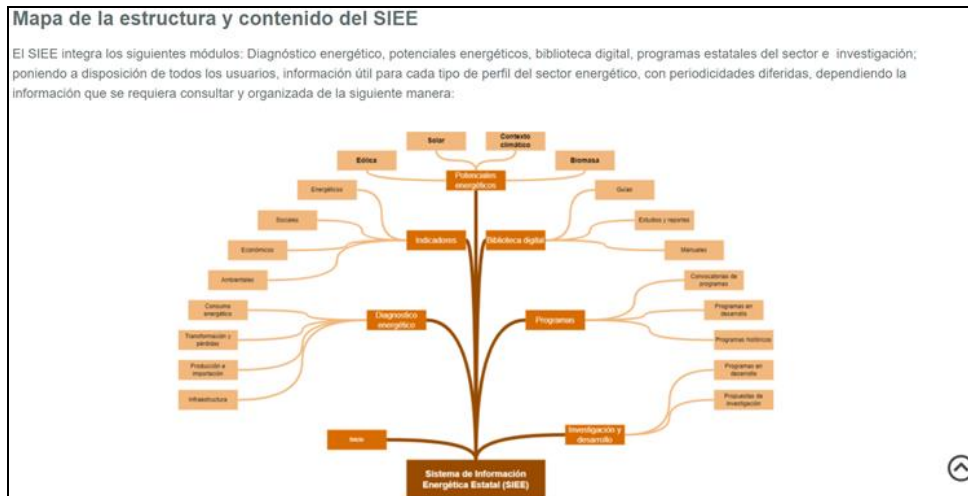 Mapa de la estructura y contenido del SIEE
El SIEE integra los siguientes módulos: Diagnóstico energético, potenciales energéticos, biblioteca digital, programas estatales del sector e investigación;
poniendo a disposición de todos los usuarios, información útil para cada tipo de perfil del sector energético, con periodicidades diferidas, dependiendo la
información que se requiera consultar y organizada de la siguiente manera:
Solar
Contexto
climático
Eólica
Biomasa
Potenciales
energéticos
Energéticos
Guías
Sociales
Estudios y reportes
Indicadores
Biblioteca digital
Económicos
Manuales
Ambientales
Convocatorias de
programas
Consumo
energético
Programas en
desarrollo
Diagnostico
energético
Programas
Transformación y
pérdidas
Programas históricos
Producción e
importación
Programas en
desarrollo
Infraestructura
Propuestas de
investigación
Inicio
Investigación y
desarrollo
Sistema de Información
Energética Estatal (SIEE)